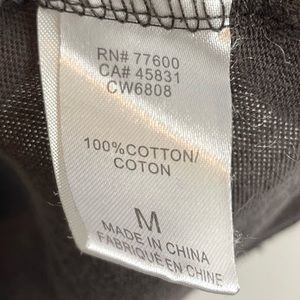 RN# 77600
CA# 45831
CW6808
100%COTTON/
COTON
M
MADE IN CHINA
FABRIQUÉ EN CHINE